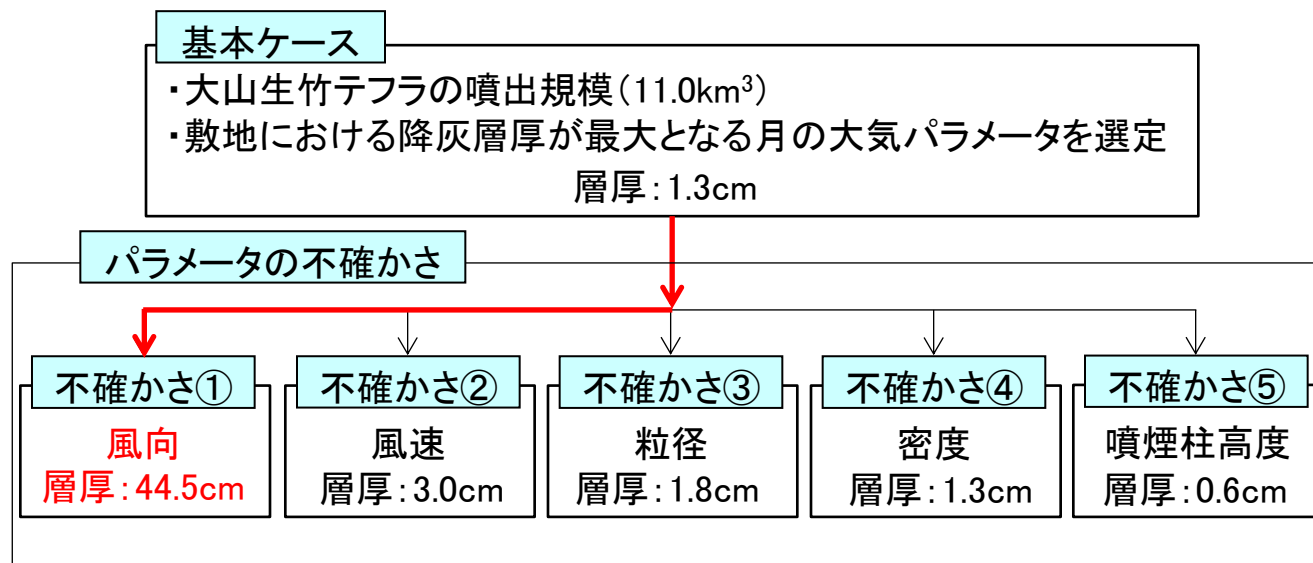 基本ケース
・大山生竹テフラの噴出規模(11.0km³)
・敷地における降灰層厚が最大となる月の大気パラメータを選定
層厚:1.3cm
パラメータの不確かさ
不確かさ①
風向
層厚:44.5cm
不確かさ②
風速
層厚:3.0cm
不確かさ③
粒径
層厚:1.8cm
不確かさ④
密度
層厚:1.3cm
不確かさ⑤
噴煙柱高度
層厚:0.6cm